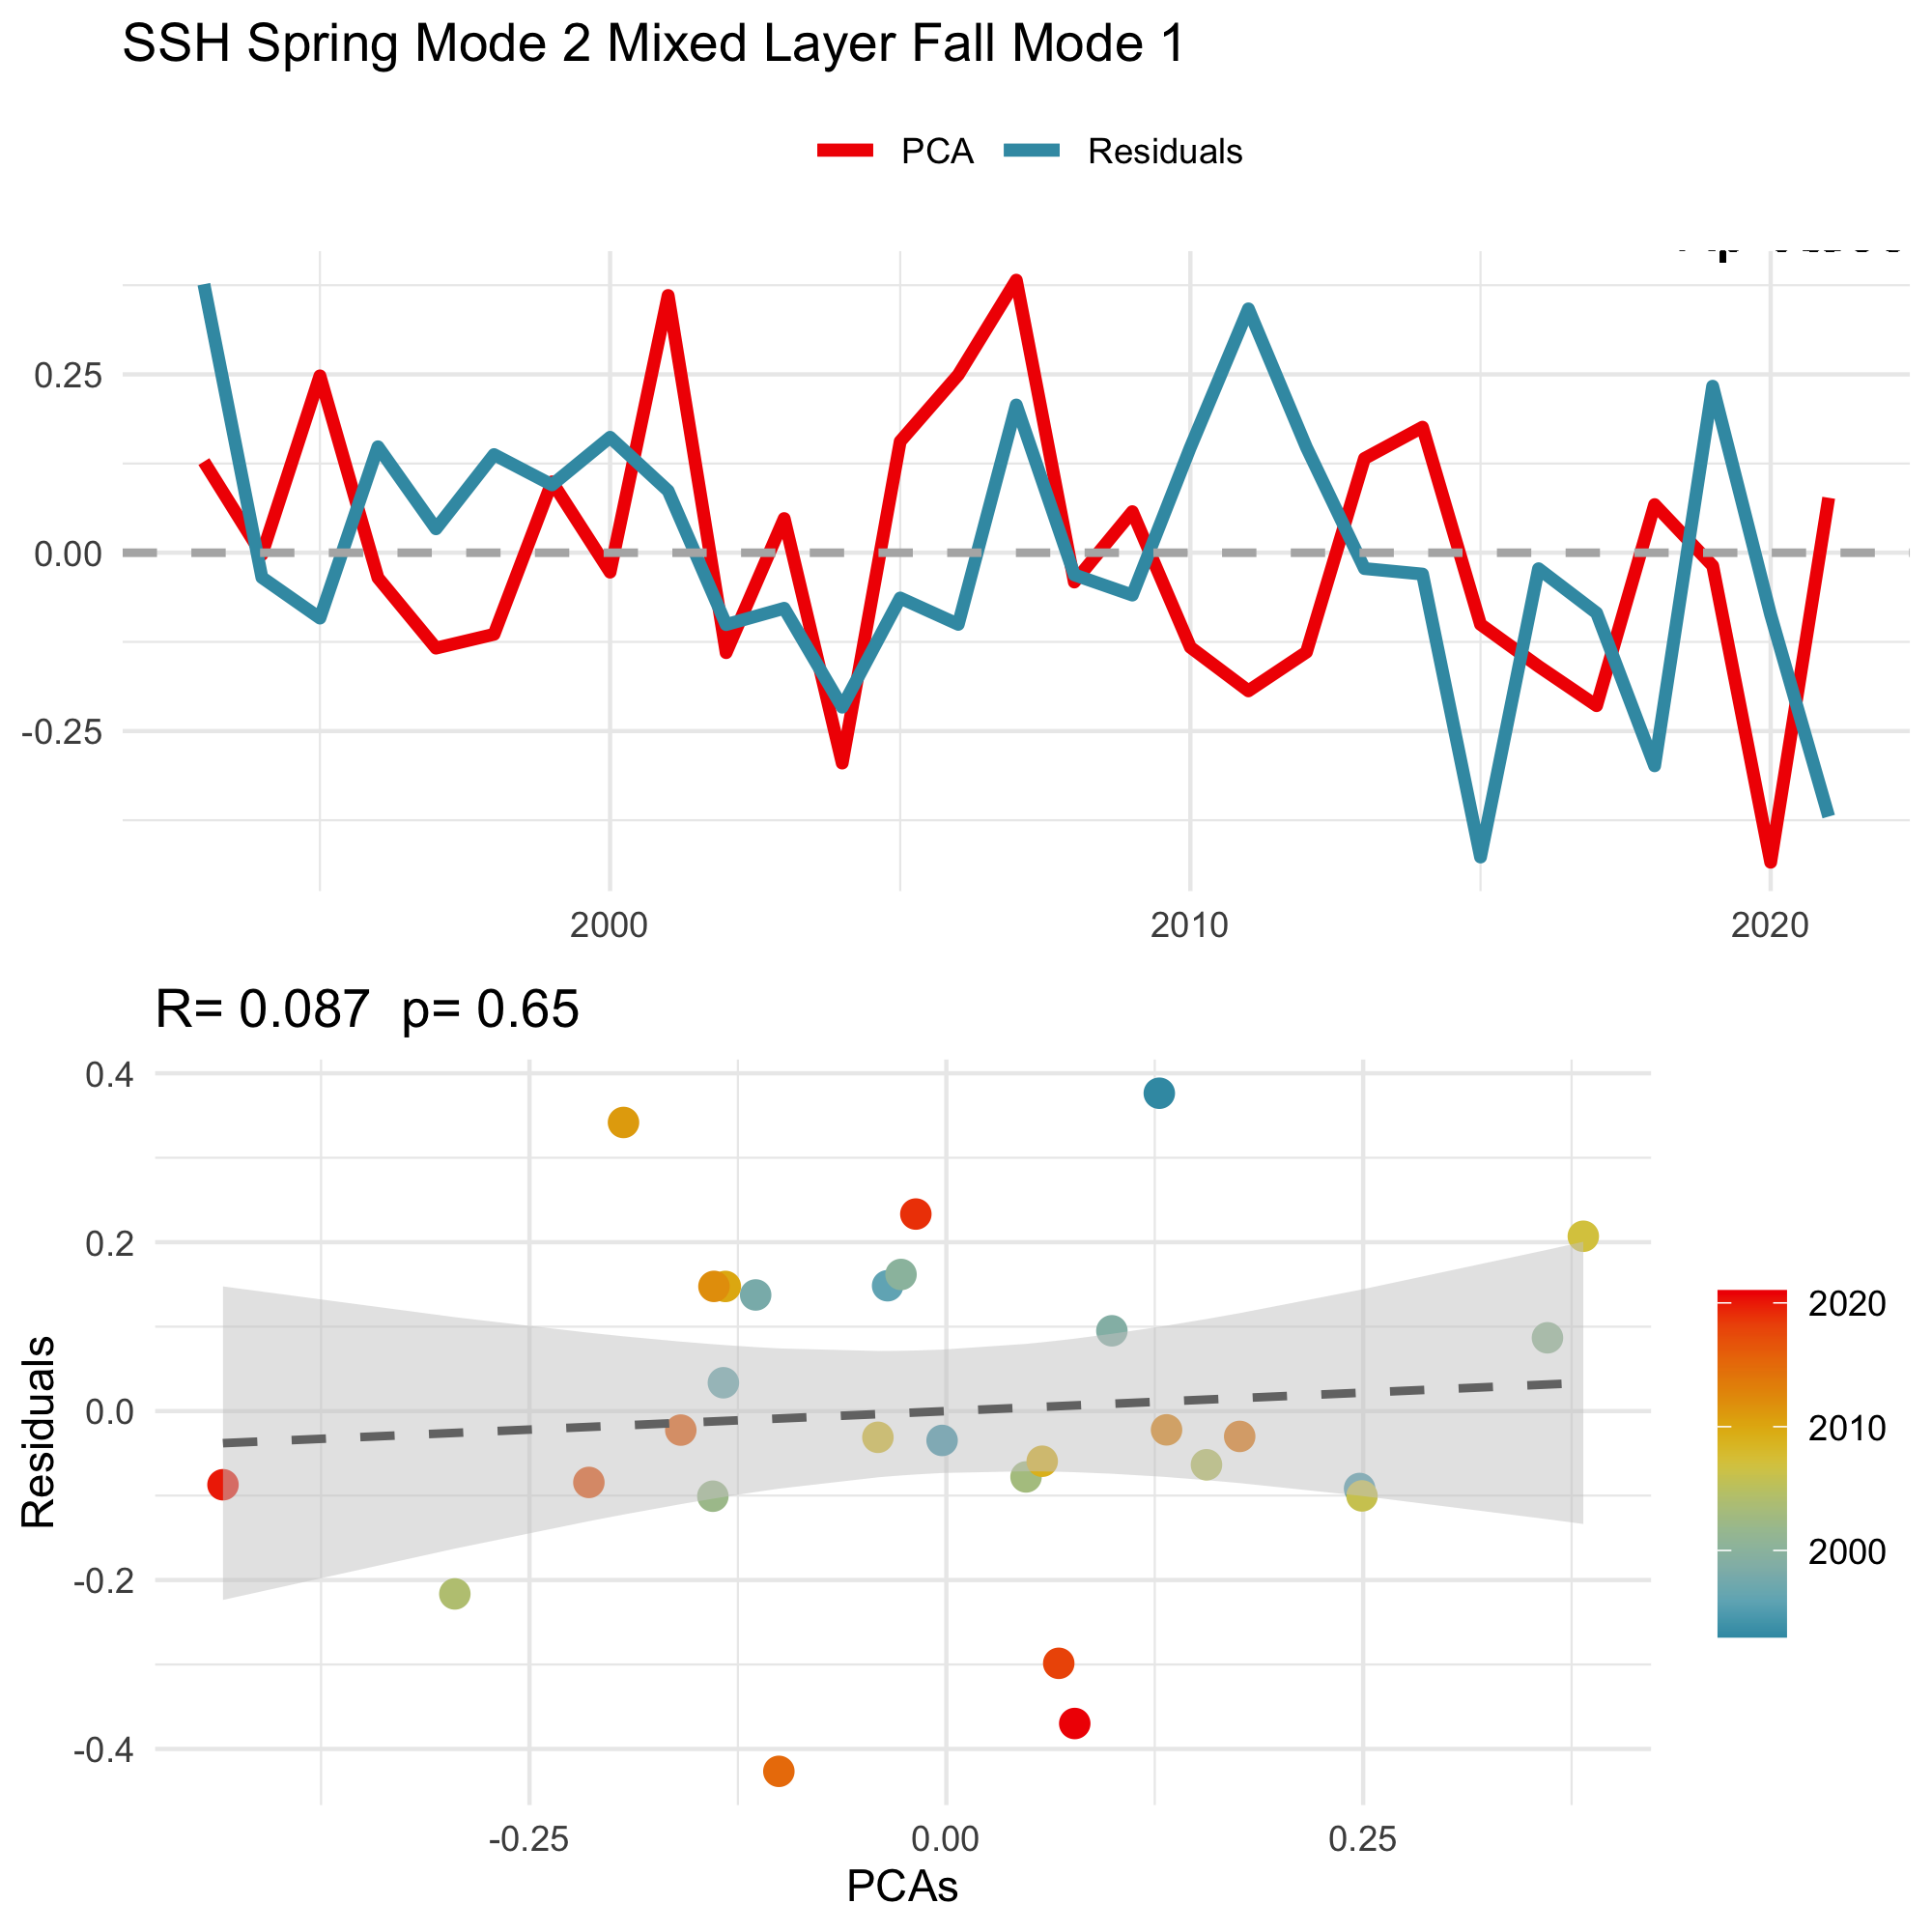 SSH Spring Mode 2 Mixed Layer Fall Mode 1
PCA Residuals
0.25
0.00
-0.25
2000 2010 2020
R= 0.087 p= 0.65
0.4
0.2
0.0
-0.2
-0.4
Residuals
-0.25 0.00 0.25
PCAs
2020
2010
2000